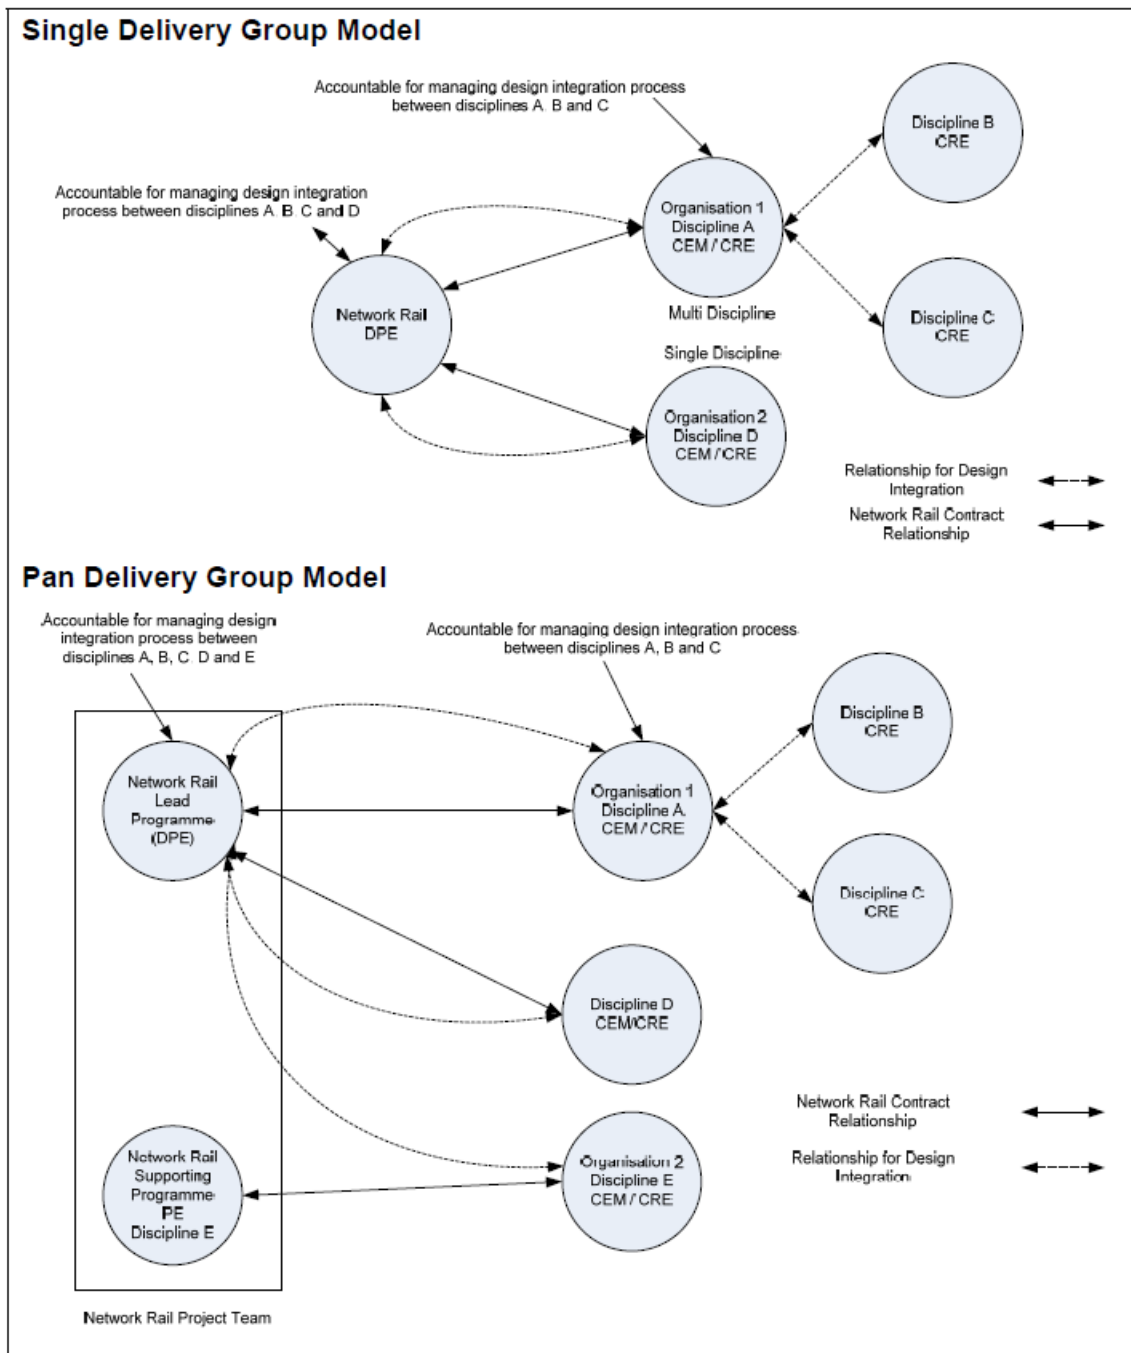 Single Delivery Group Model
Accountable for managing design integration process
between disciplines A. B and C
Discipline B
CRE
Accountable for managing design integration
process between disciplines A. B. C and D
Organisation 1
Discipline A
CEM / CRE
Network Rail
DPE
Multi Discipline
Discipline C
CRE
Single Discipline
Organisation 2
Discipline D
CEM / CRE
Relationship for Design
Integration
Network Rail Contract
Relationship
Pan Delivery Group Model
Accountable for managing design
integration process between
disciplines A, B, C. D and E
Accountable for managing design integration process
between disciplines A, B and C
Discipline B
CRE
Network Rail
Lead
Programme
(DPE)
Organisation 1
Discipline A
CEM / CRE
Discipline C
CRE
Discipline D
CEM/CRE
Network Rail Contract
Relationship
Relationship for Design
Integration
Network Rail
Supporting
Programme
PE
Discipline E
Organisation 2
Discipline E
CEM / CRE
Network Rail Project Team